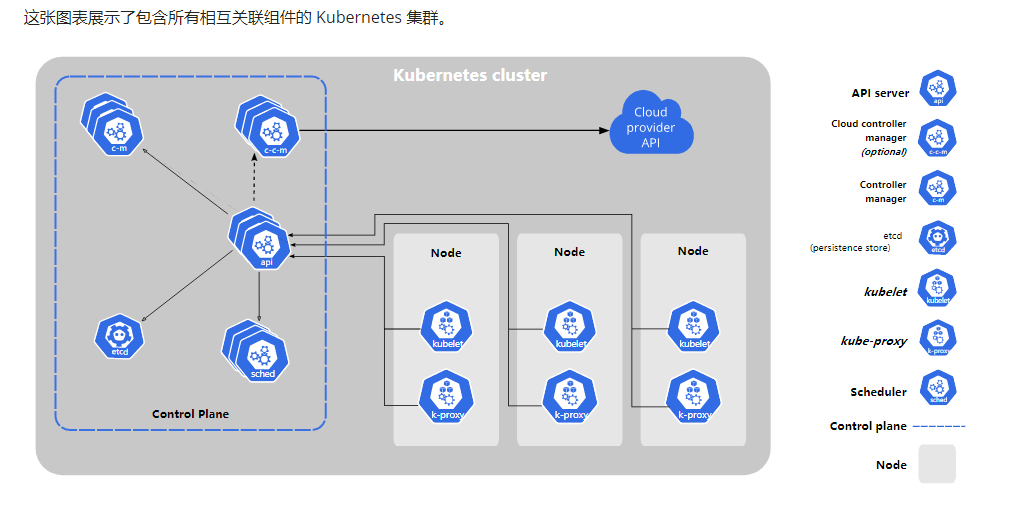 这张图表展示了包含所有相互关联组件的 Kubernetes 集群。
Kubernetes cluster
c-m
c-c-m
Cloud
provider
API
api
etcd
sched
Control Plane
Node
kubelet
k-proxy
Node
kubelet
k-proxy
Node
kubelet
k-proxy
API server
api
Cloud controller
manager
(optional)
c-c-m
Controller
manager
c-m
etcd
(persistence store)
etcd
kubelet
kubelet
kube-proxy
k-proxy
Scheduler
sched
Control plane
Node